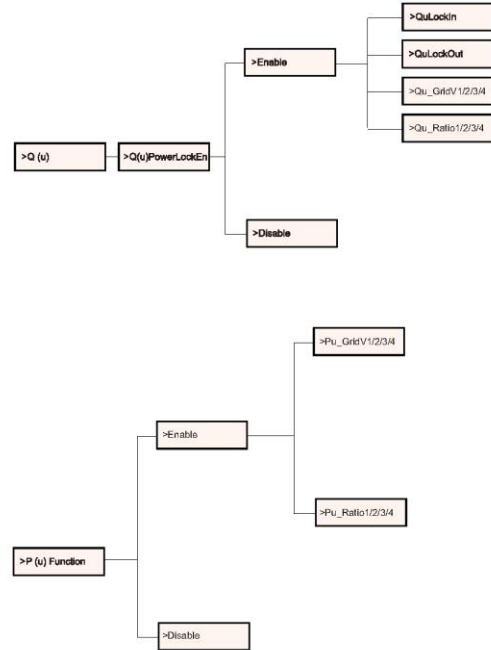 >QuLockIn
>Enable
>QuLockOut
>Qu_GridV1/2/3/4
>Qu_Ratio1/2/3/4
>Q (u)
>Q(u)PowerLockEn
>Disable
>Pu_GridV1/2/3/4
>Enable
>Pu_Ratio1/2/3/4
>P (u) Function
>Disable